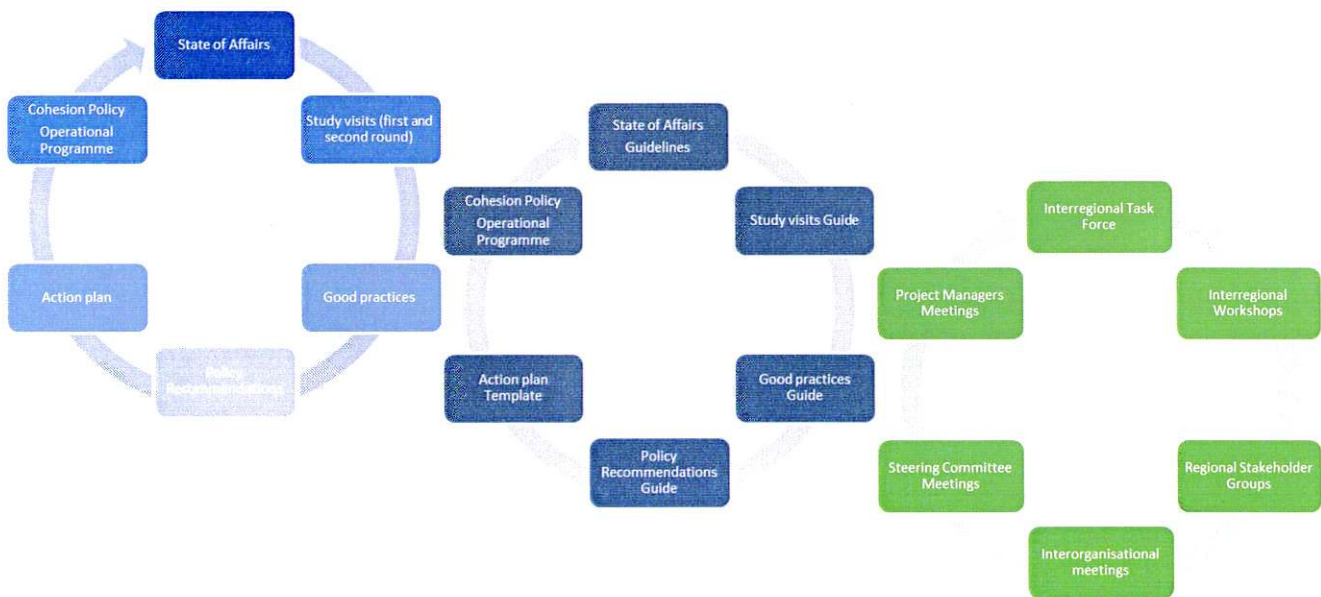 State of Affairs
Study visits (first and
second round)
Good practices
Policy
Recommendations
Action plan
Cohesion Policy
Operational
Programme
State of Affairs
Guidelines
Study visits Guide
Good practices
Guide
Policy
Recommendations
Guide
Action plan
Template
Cohesion Policy
Operational
Programme
Interregional Task
Force
Interregional
Workshops
Regional Stakeholder
Groups
Interorganisational
meetings
Steering Committee
Meetings
Project Managers
Meetings